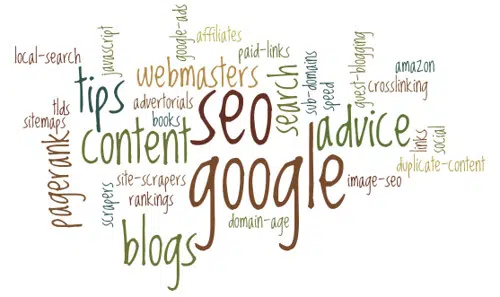 javascript
google-ads
affiliates
local-search
paid-links
webmasters
tips
search
sub-domains
speed
guest-blogging
amazon
crosslinking
tlds
sitemaps
advertorials
books
seo
content
advice
links
social
pagerank
google
duplicate-content
site-scrapers
image-seo
scrapers
rankings
domain-age
blogs